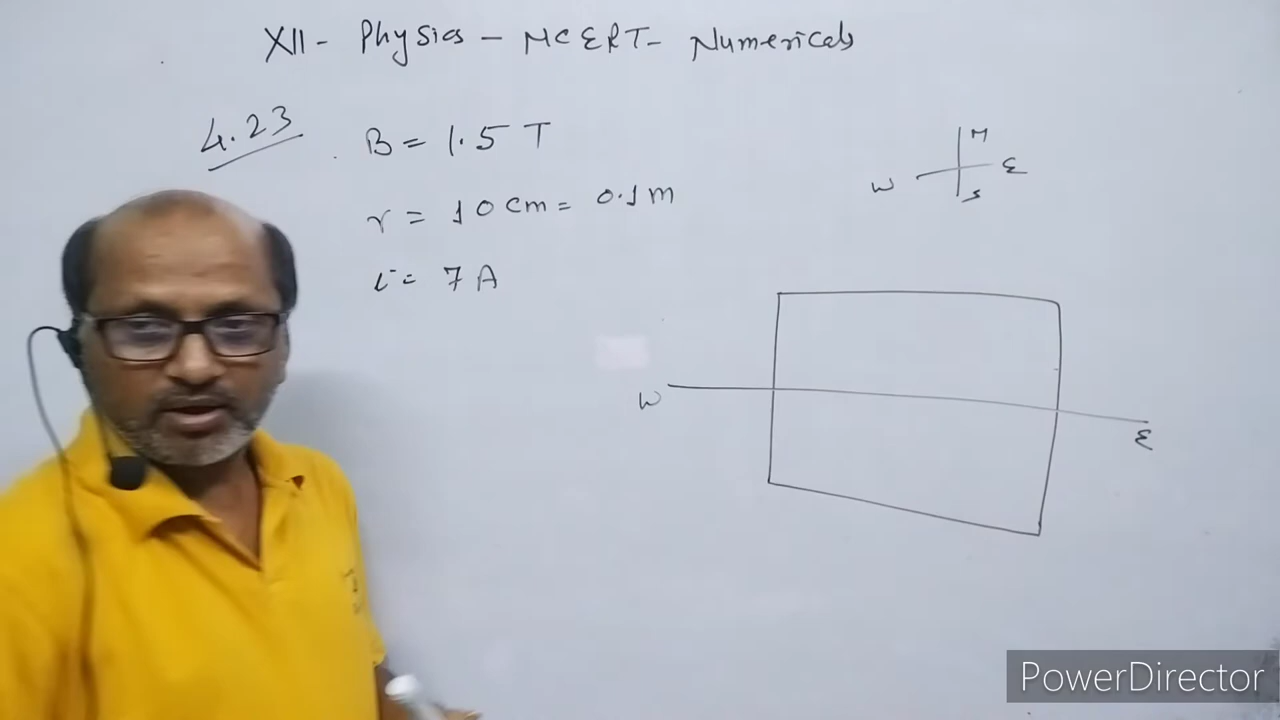 XII - Physics - NCERT - Numericals
4.23
B = 1.5 T
r = 10 cm = 0.1 m
i = 7 A
N
W E
S
W
E
PowerDirector